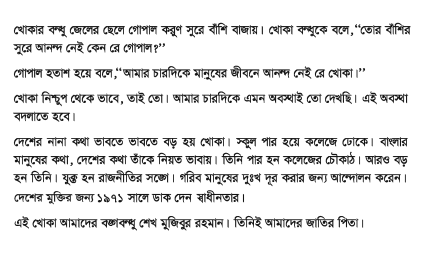 খোকার বন্ধু জেলের ছেলে গোপাল করুণ সুরে বাঁশি বাজায়। খোকা বন্ধুকে বলে,“তোর বাঁশির
সুরে আনন্দ নেই কেন রে গোপাল?”
গোপাল হতাশ হয়ে বলে,“আমার চারদিকে মানুষের জীবনে আনন্দ নেই রে খোকা।”
খোকা নিশ্চুপ থেকে ভাবে, তাই তো। আমার চারদিকে এমন অবস্থাই তো দেখছি। এই অবস্থা
বদলাতে হবে।
দেশের নানা কথা ভাবতে ভাবতে বড় হয় খোকা। স্কুল পার হয়ে কলেজে ঢোকে। বাংলার
মানুষের কথা, দেশের কথা তাঁকে নিয়ত ভাবায়। তিনি পার হন কলেজের চৌকাঠ। আরও বড়
হন তিনি। যুক্ত হন রাজনীতির সঙ্গে। গরিব মানুষের দুঃখ দূর করার জন্য আন্দোলন করেন।
দেশের মুক্তির জন্য ১৯৭১ সালে ডাক দেন স্বাধীনতার।
এই খোকা আমাদের বঙ্গবন্ধু শেখ মুজিবুর রহমান। তিনিই আমাদের জাতির পিতা।